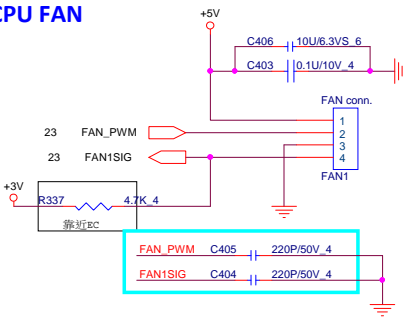 CPU FAN
+5V
C406 10U/6.3VS_6
C403 0.1U/10V_4
FAN conn.
23 FAN_PWM
1
2
3
4
23 FAN1SIG
FAN1
+3V
R337 4.7K_4
靠近EC
FAN_PWM C405 220P/50V_4
FAN1SIG C404 220P/50V_4